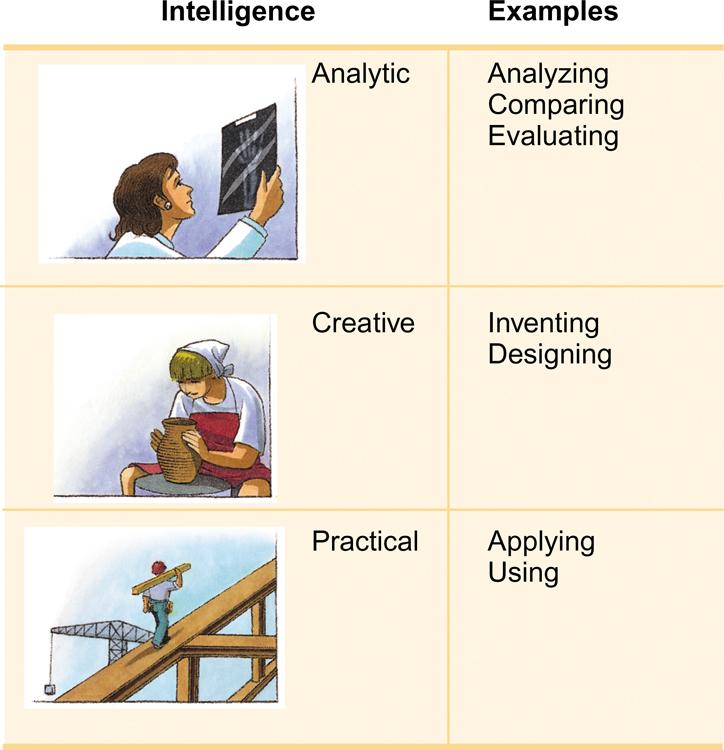 Intelligence Examples
Analytic Analyzing
Comparing
Evaluating
Creative Inventing
Designing
Practical Applying
Using